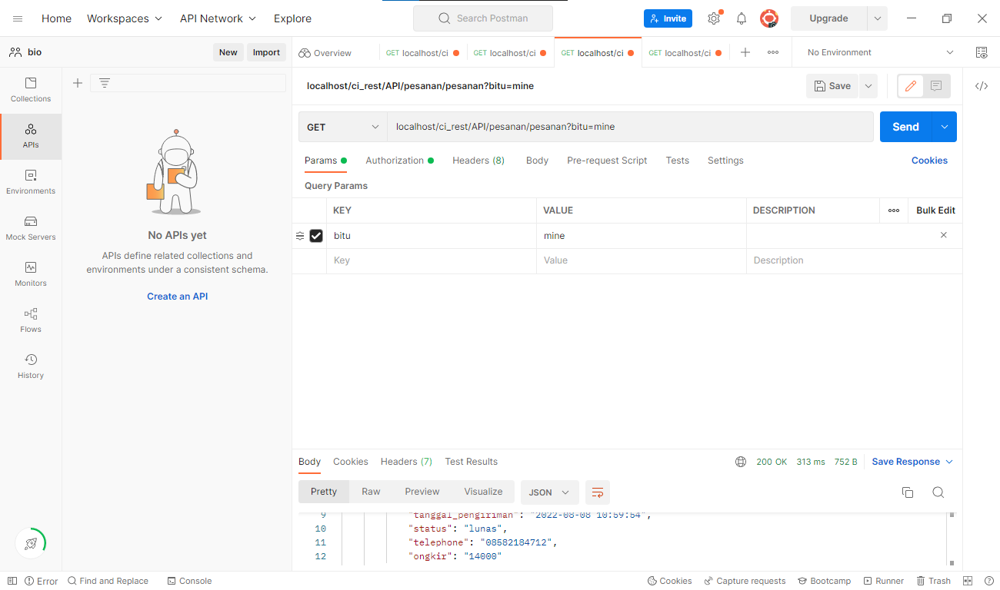 Home Workspaces API Network Explore Search Postman Invite Upgrade
bio New Import Overview GET localhost/ci GET localhost/ci GET localhost/ci GET localhost/ci No Environment
Collections
APIs
Environments
Mock Servers
Monitors
Flows
History
No APIs yet
APIs define related collections and
environments under a consistent schema.
Create an API
localhost/ci_rest/API/pesanan/pesanan?bitu=mine Save
GET localhost/ci_rest/API/pesanan/pesanan?bitu=mine Send
Params Authorization Headers (8) Body Pre-request Script Tests Settings Cookies
Query Params
KEY VALUE DESCRIPTION Bulk Edit
bitu mine
Key Value Description
Body Cookies Headers (7) Test Results 200 OK 313 ms 752 B Save Response
Pretty Raw Preview Visualize JSON
9 "tanggal_pengiriman": "2022-08-08 10:59:54",
10 "status": "lunas",
11 "telephone": "08582184712",
12 "ongkir": "14000"
Error Find and Replace Console Cookies Capture requests Bootcamp Runner Trash